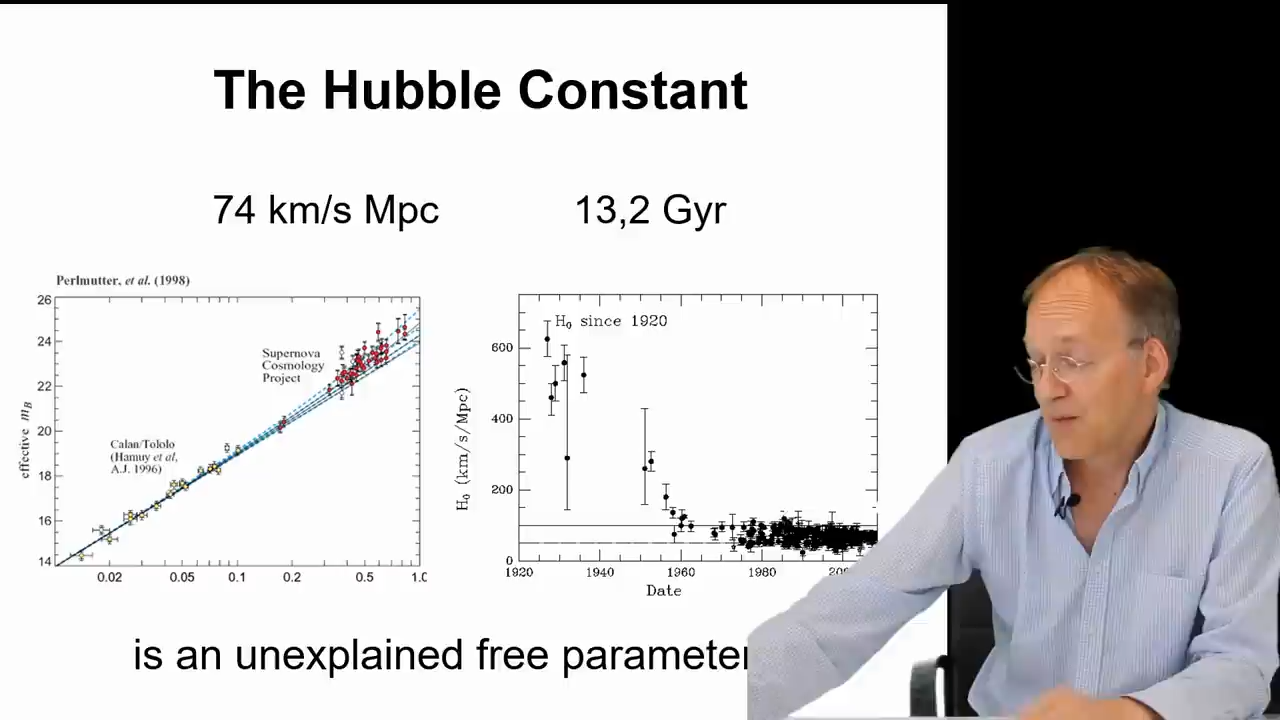 The Hubble Constant
74 km/s Mpc
13,2 Gyr
Perlmutter, et al. (1998)
26
24
22
20
18
16
14
effective mB
Supernova
Cosmology
Project
Calan/Tololo
(Hamuy et al,
A.J. 1996)
0.02
0.05
0.1
0.2
0.5
1.0
H0 since 1920
600
400
200
0
H0 (km/s/Mpc)
1920
1940
1960
1980
Date
is an unexplained free parameter